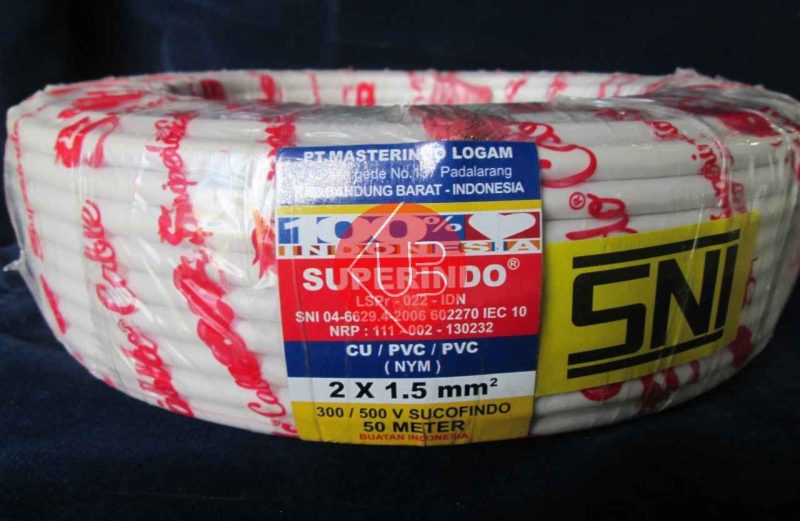 PT.MASTERINDO LOGAM
No.137 Padalarang
BANDUNG BARAT - INDONESIA
100%
INDONESIA
SUPERINDO®
LSPr - 022 - IDN
SNI 04-6629.4-2006 602270 IEC 10
NRP : 111 -002 - 130232
CU / PVC / PVC
( NYM )
2 X 1.5 mm²
300 / 500 V SUCOFINDO
50 METER
BUATAN INDONESIA
SNI